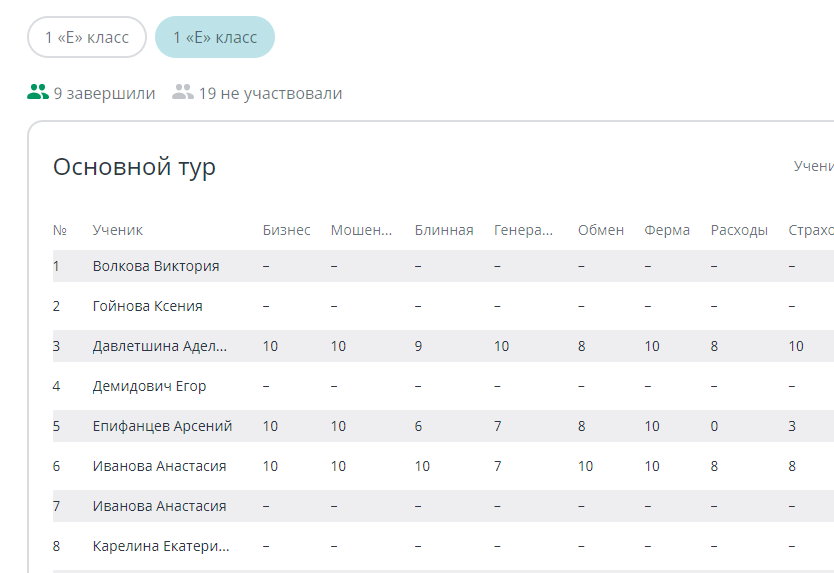 1 «Е» класс 1 «Е» класс
9 завершили 19 не участвовали
Основной тур Учени
№ Ученик Бизнес Мошен... Блинная Генера... Обмен Ферма Расходы Страхо
1 Волкова Виктория – – – – – – – –
2 Гойнова Ксения – – – – – – – –
3 Давлетшина Адел... 10 10 9 10 8 10 8 10
4 Демидович Егор – – – – – – – –
5 Епифанцев Арсений 10 10 6 7 8 10 0 3
6 Иванова Анастасия 10 10 10 7 10 10 8 8
7 Иванова Анастасия – – – – – – – –
8 Карелина Екатери... – – – – – – – –